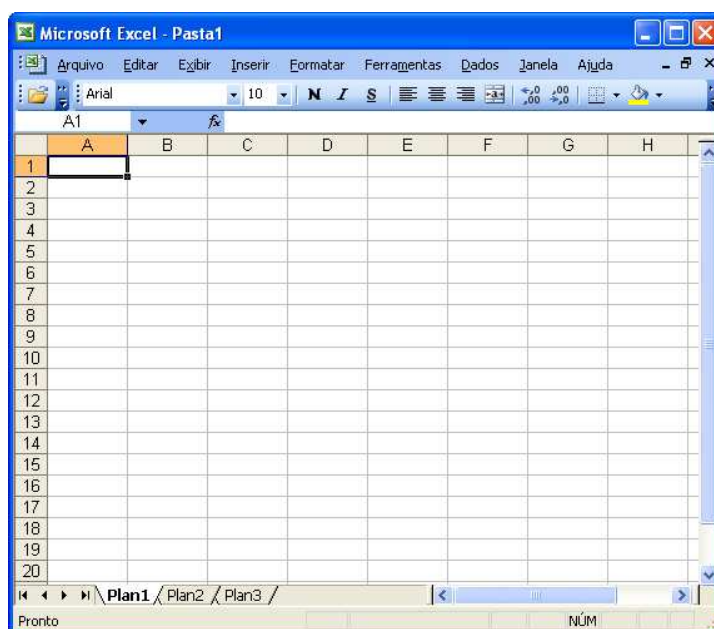 Microsoft Excel - Pasta1
Arquivo Editar Exibir Inserir Formatar Ferramentas Dados Janela Ajuda
Arial 10 N I S
A1 fx
A B C D E F G H
1
2
3
4
5
6
7
8
9
10
11
12
13
14
15
16
17
18
19
20
Plan1 Plan2 Plan3
Pronto NÚM